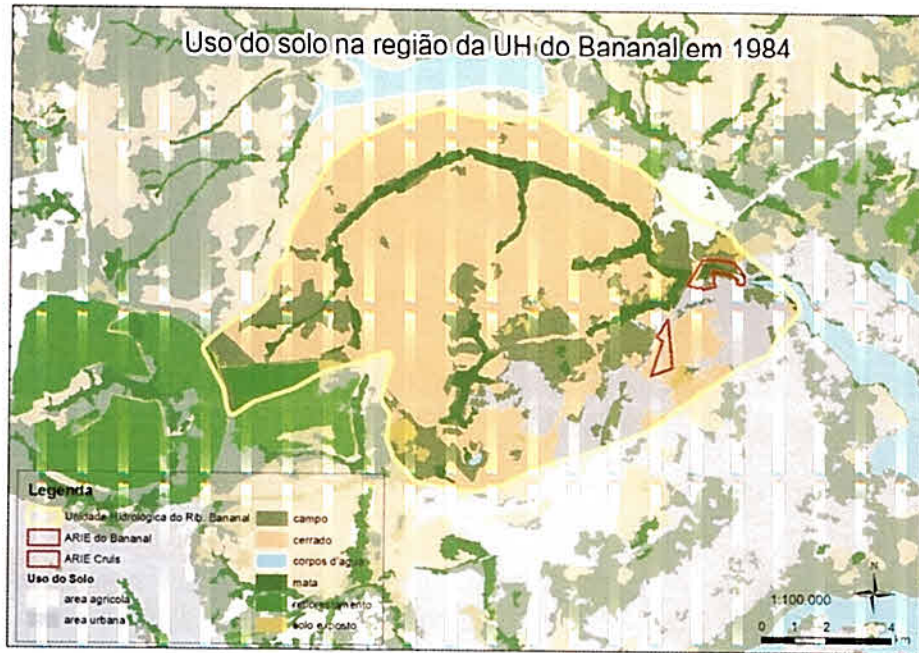 Uso do solo na região da UH do Bananal em 1984
Legenda
Unidade Hidrológica do Rib. Bananal
ARIE do Bananal
ARIE Cruls
Uso do Solo
area agricola
area urbana
campo
cerrado
corpos d'agua
mata
reflorestamento
solo exposto
N
1:100 000
0 1 2 4
km